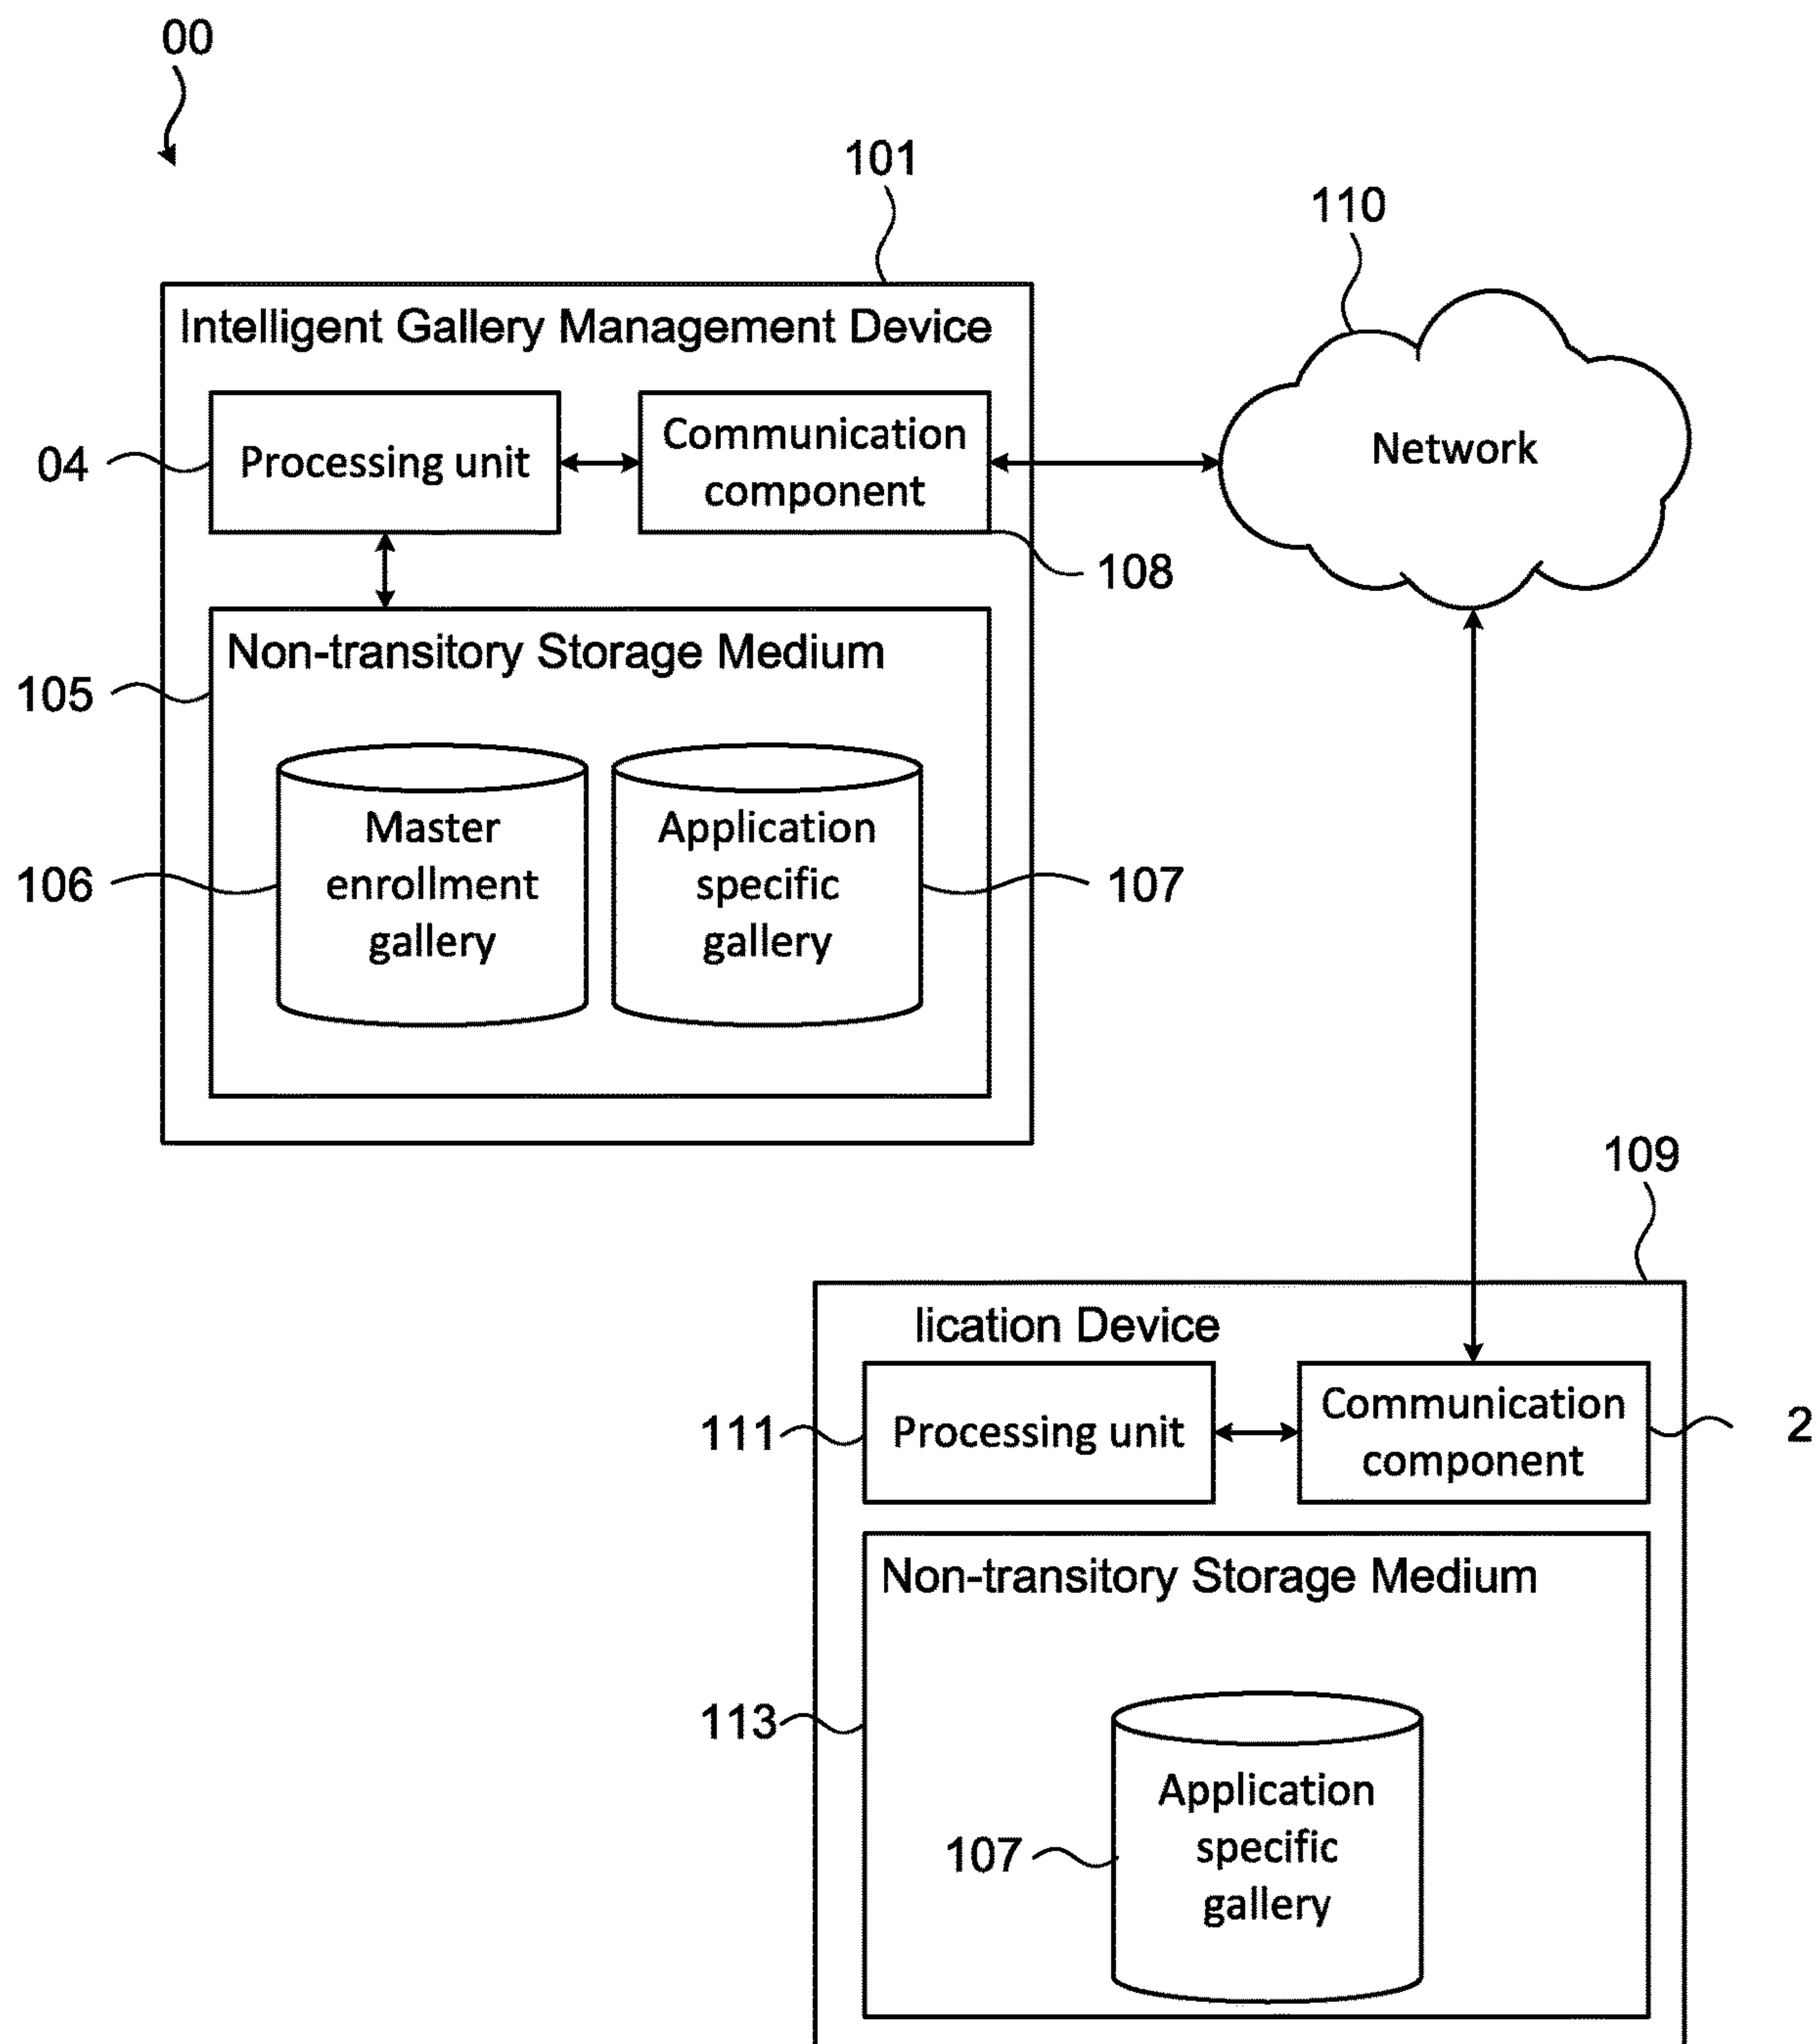 00
101
110
Intelligent Gallery Management Device
04
Processing unit
Communication
component
Network
108
Non-transitory Storage Medium
105
Master
enrollment
gallery
106
Application
specific
gallery
107
109
lication Device
111
Processing unit
Communication
component
2
Non-transitory Storage Medium
113
Application
specific
gallery
107